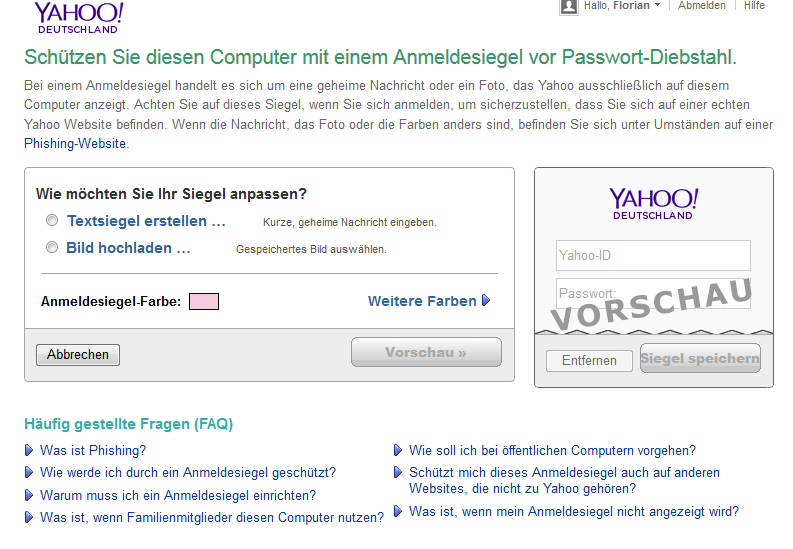 YAHOO!
DEUTSCHLAND
Hallo, Florian
Abmelden
Hilfe
Schützen Sie diesen Computer mit einem Anmeldesiegel vor Passwort-Diebstahl.
Bei einem Anmeldesiegel handelt es sich um eine geheime Nachricht oder ein Foto, das Yahoo ausschließlich auf diesem
Computer anzeigt. Achten Sie auf dieses Siegel, wenn Sie sich anmelden, um sicherzustellen, dass Sie sich auf einer echten
Yahoo Website befinden. Wenn die Nachricht, das Foto oder die Farben anders sind, befinden Sie sich unter Umständen auf einer
Phishing-Website.
Wie möchten Sie Ihr Siegel anpassen?
Textsiegel erstellen … Kurze, geheime Nachricht eingeben.
Bild hochladen … Gespeichertes Bild auswählen.
Anmeldesiegel-Farbe: Weitere Farben
Abbrechen Vorschau »
YAHOO!
DEUTSCHLAND
Yahoo-ID
Passwort:
VORSCHAU
Entfernen Siegel speichern
Häufig gestellte Fragen (FAQ)
Was ist Phishing?
Wie werde ich durch ein Anmeldesiegel geschützt?
Warum muss ich ein Anmeldesiegel einrichten?
Was ist, wenn Familienmitglieder diesen Computer nutzen?
Wie soll ich bei öffentlichen Computern vorgehen?
Schützt mich dieses Anmeldesiegel auch auf anderen
Websites, die nicht zu Yahoo gehören?
Was ist, wenn mein Anmeldesiegel nicht angezeigt wird?